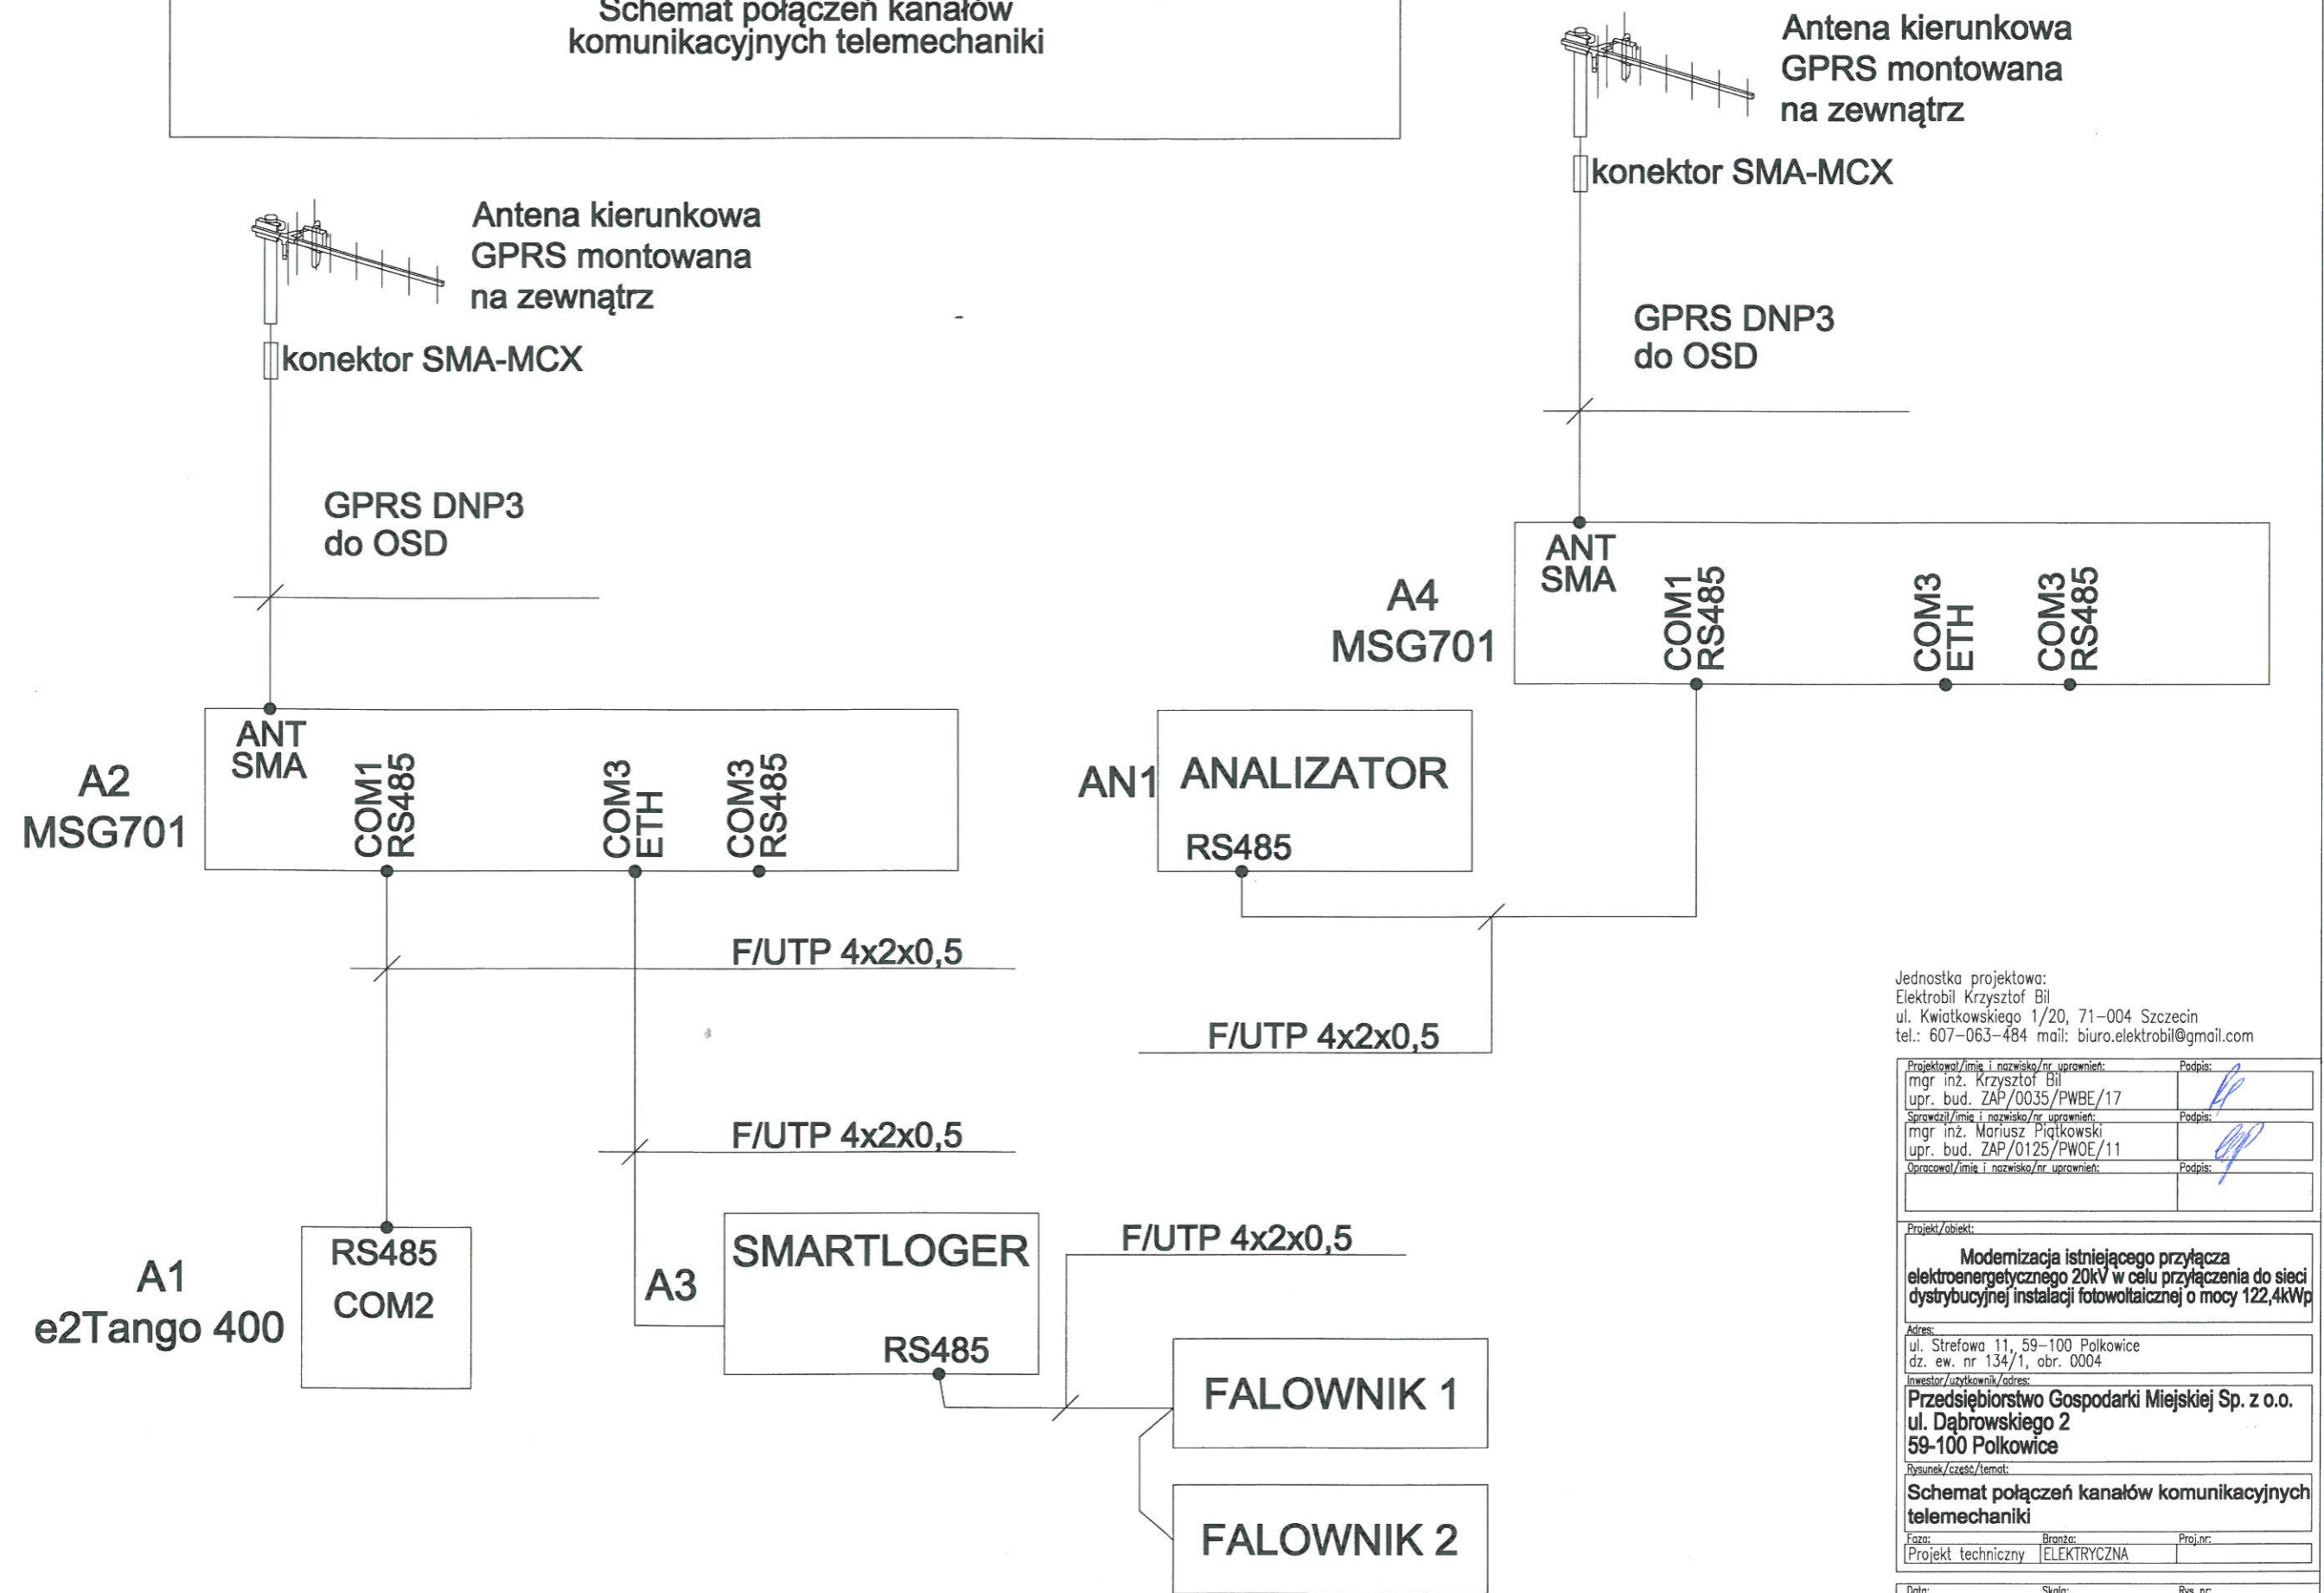 Schemat połączeń kanałów
komunikacyjnych telemechaniki
Antena kierunkowa
GPRS montowana
na zewnątrz
konektor SMA-MCX
GPRS DNP3
do OSD
Antena kierunkowa
GPRS montowana
na zewnątrz
konektor SMA-MCX
GPRS DNP3
do OSD
A4
MSG701
ANT
SMA
COM1
RS485
COM3
ETH
COM3
RS485
A2
MSG701
ANT
SMA
COM1
RS485
COM3
ETH
COM3
RS485
AN1
ANALIZATOR
RS485
F/UTP 4x2x0,5
F/UTP 4x2x0,5
F/UTP 4x2x0,5
A1
e2Tango 400
RS485
COM2
A3
SMARTLOGER
RS485
F/UTP 4x2x0,5
FALOWNIK 1
FALOWNIK 2
Jednostka projektowa:
Elektrobil Krzysztof Bil
ul. Kwiatkowskiego 1/20, 71-004 Szczecin
tel.: 607-063-484 mail: biuro.elektrobil@gmail.com
Projektował/imię i nazwisko/nr uprawnień: Podpis:
mgr inż. Krzysztof Bil
upr. bud. ZAP/0035/PWBE/17
Sprawdził/imię i nazwisko/nr uprawnień: Podpis:
mgr inż. Mariusz Piątkowski
upr. bud. ZAP/0125/PWOE/11
Opracował/imię i nazwisko/nr uprawnień: Podpis:
Projekt/obiekt:
Modernizacja istniejącego przyłącza
elektroenergetycznego 20kV w celu przyłączenia do sieci
dystrybucyjnej instalacji fotowoltaicznej o mocy 122,4kWp
Adres:
ul. Strefowa 11, 59-100 Polkowice
dz. ew. nr 134/1, obr. 0004
Inwestor/użytkownik/adres:
Przedsiębiorstwo Gospodarki Miejskiej Sp. z o.o.
ul. Dąbrowskiego 2
59-100 Polkowice
Rysunek/część/temat:
Schemat połączeń kanałów komunikacyjnych
telemechaniki
Faza: Branża: Proj.nr:
Projekt techniczny ELEKTRYCZNA
Data: Skala: Rys. nr: